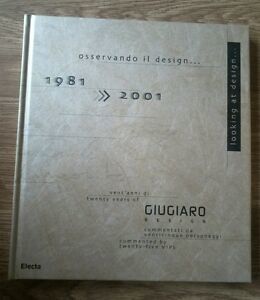 osservando il design...
looking at design...
1981
>> 2001
vent'anni di
twenty years of
GIUGIARO
DESIGN
commentati da
venticinque personaggi
commented by
twenty-five VIPs
Electa